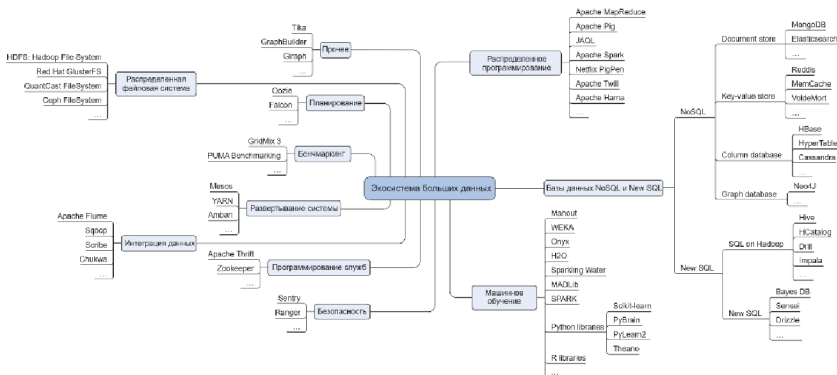 Экосистема больших данных
Прочее
Tika
GraphBuilder
Giraph
...
Распределенная
файловая система
HDFS: Hadoop File System
Red Hat GlusterFS
QuantCast FileSystem
Ceph FileSystem
...
Планирование
Oozie
Falcon
...
Бенчмаркинг
GridMix 3
PUMA Benchmarking
...
Развертывание системы
Mesos
YARN
Ambari
...
Интеграция данных
Apache Flume
Sqoop
Scribe
Chukwa
...
Программирование служб
Apache Thrift
Zookeeper
...
Безопасность
Sentry
Ranger
...
Распределенное
программирование
Apache MapReduce
Apache Pig
JAQL
Apache Spark
Netflix PigPen
Apache Twill
Apache Hama
...
Базы данных NoSQL и New SQL
NoSQL
Document store
MongoDB
Elasticsearch
...
Key-value store
Reddis
MemCache
VoldeMort
...
Column database
HBase
HyperTable
Cassandra
...
Graph database
Neo4J
...
New SQL
SQL on Hadoop
Hive
HCatalog
Drill
Impala
...
New SQL
Bayes DB
Sensei
Drizzle
...
Машинное
обучение
Mahout
WEKA
Onyx
H2O
Sparkling Water
MADLib
SPARK
Python libraries
Scikit-learn
PyBrain
PyLearn2
Theano
R libraries
...